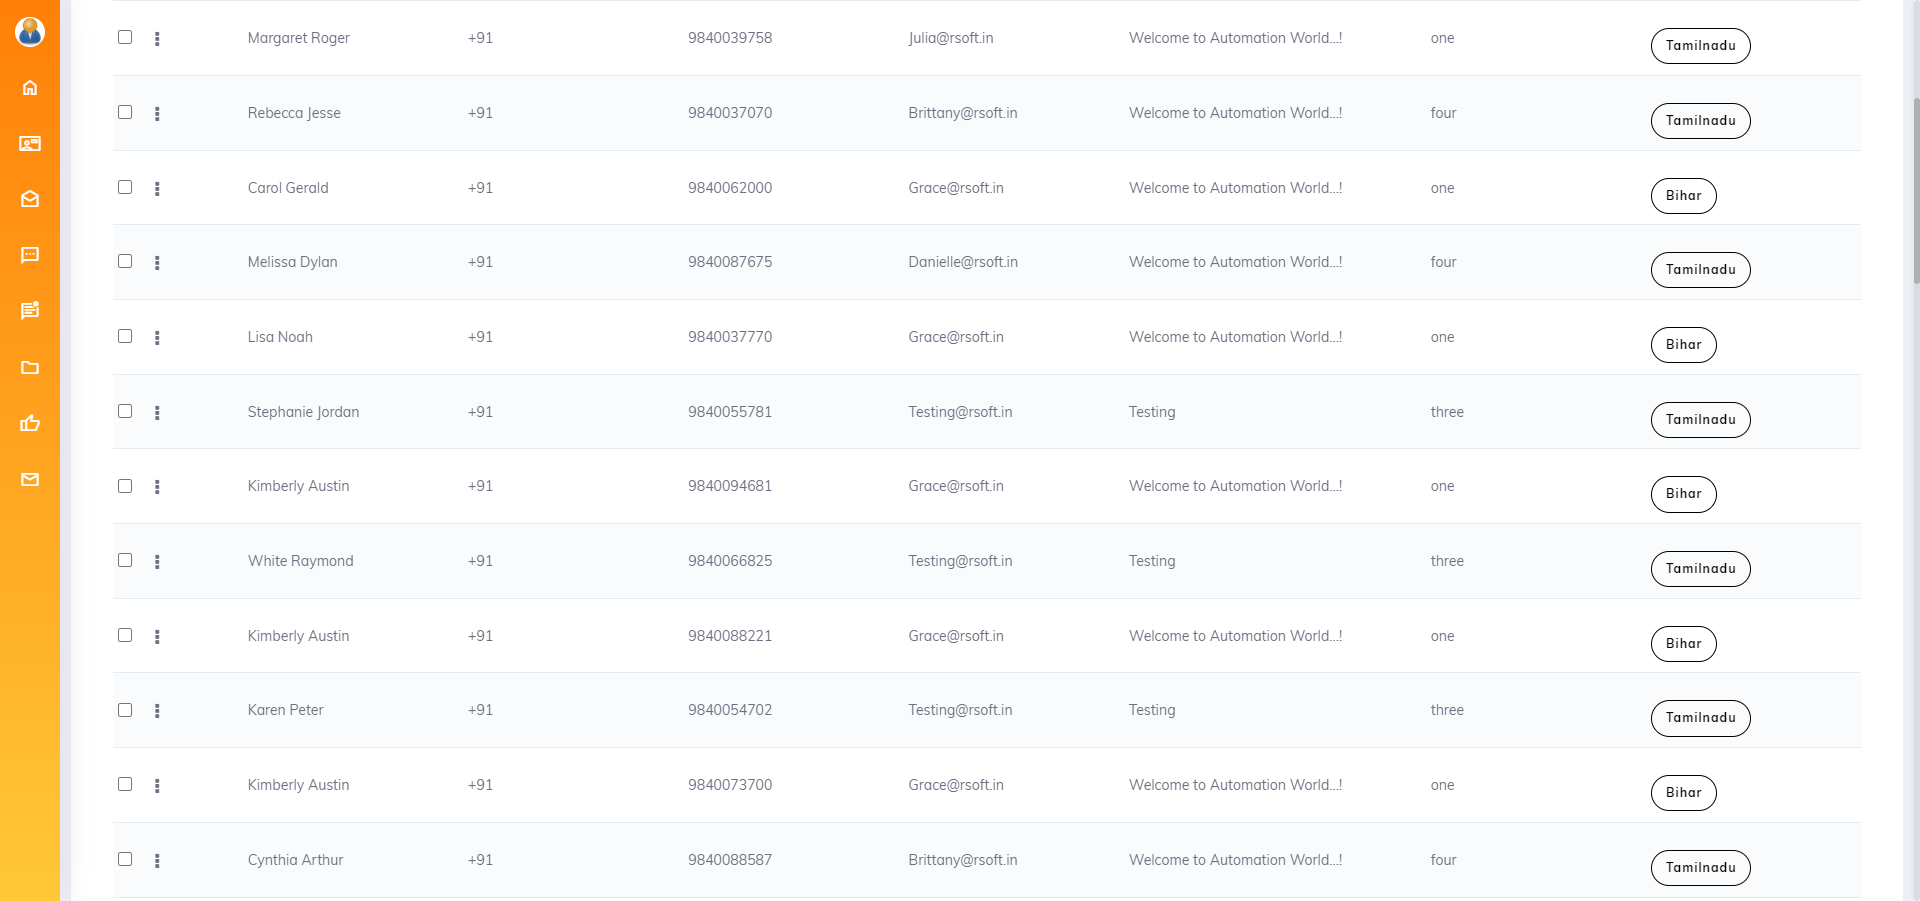 Margaret Roger +91 9840039758 Julia@rsoft.in Welcome to Automation World...! one Tamilnadu
Rebecca Jesse +91 9840037070 Brittany@rsoft.in Welcome to Automation World...! four Tamilnadu
Carol Gerald +91 9840062000 Grace@rsoft.in Welcome to Automation World...! one Bihar
Melissa Dylan +91 9840087675 Danielle@rsoft.in Welcome to Automation World...! four Tamilnadu
Lisa Noah +91 9840037770 Grace@rsoft.in Welcome to Automation World...! one Bihar
Stephanie Jordan +91 9840055781 Testing@rsoft.in Testing three Tamilnadu
Kimberly Austin +91 9840094681 Grace@rsoft.in Welcome to Automation World...! one Bihar
White Raymond +91 9840066825 Testing@rsoft.in Testing three Tamilnadu
Kimberly Austin +91 9840088221 Grace@rsoft.in Welcome to Automation World...! one Bihar
Karen Peter +91 9840054702 Testing@rsoft.in Testing three Tamilnadu
Kimberly Austin +91 9840073700 Grace@rsoft.in Welcome to Automation World...! one Bihar
Cynthia Arthur +91 9840088587 Brittany@rsoft.in Welcome to Automation World...! four Tamilnadu